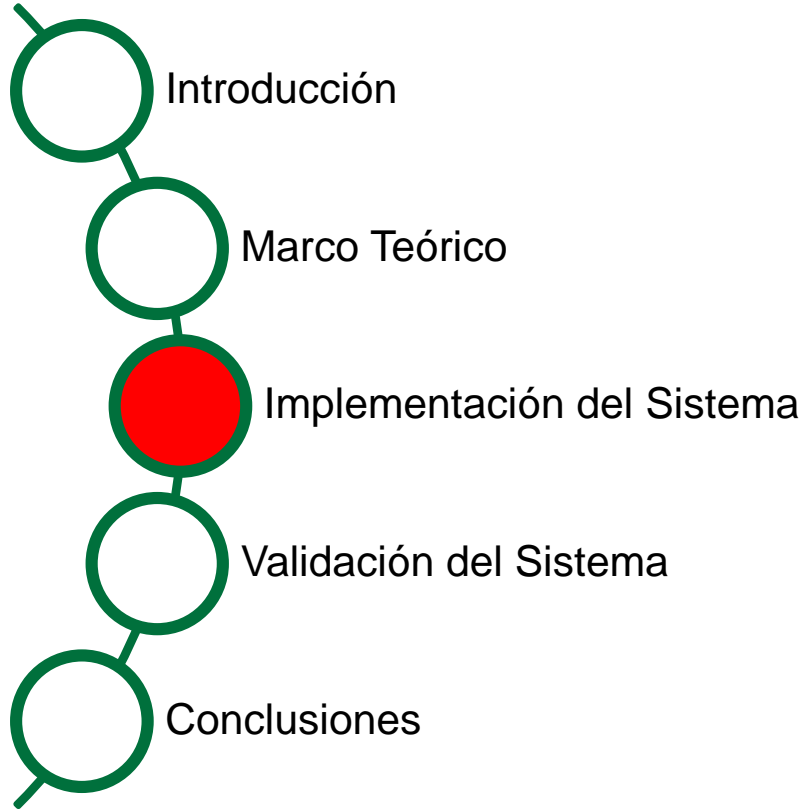 Introducción
Marco Teórico
Implementación del Sistema
Validación del Sistema
Conclusiones